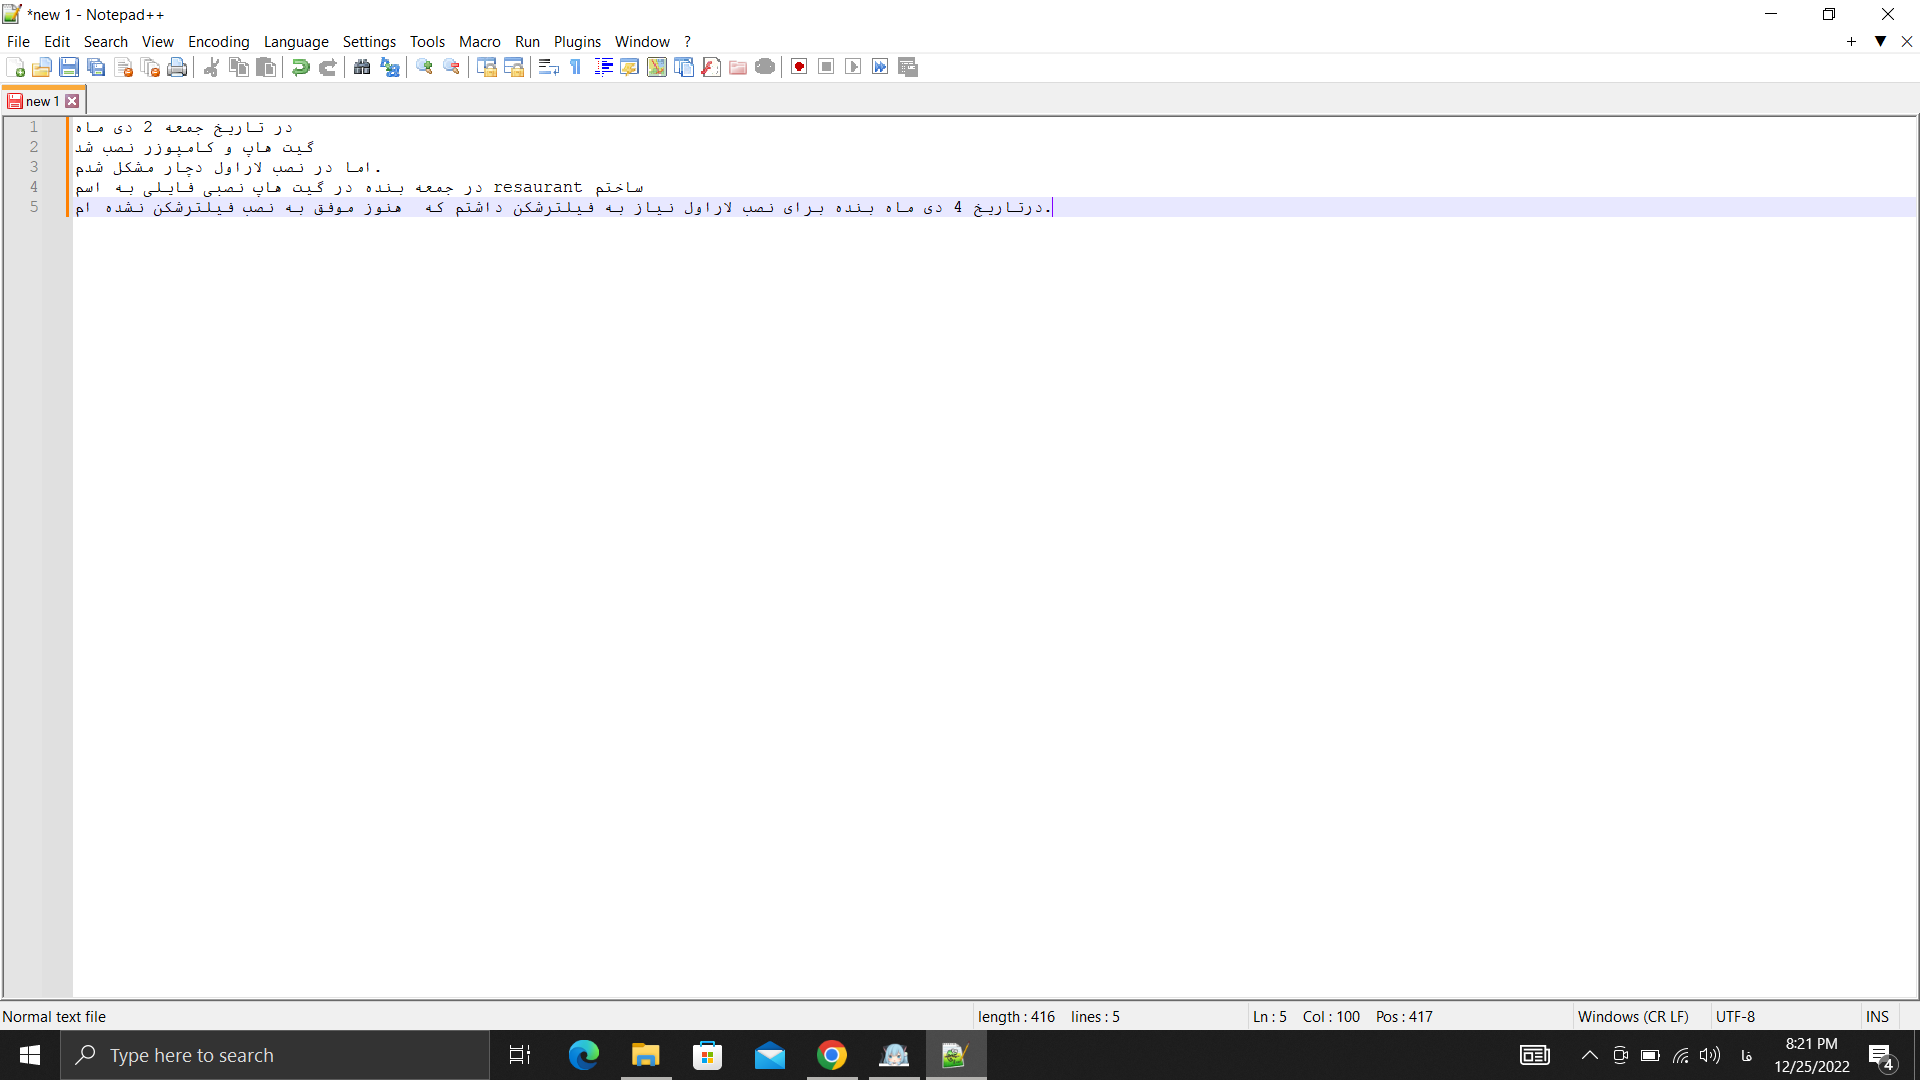 *new 1 - Notepad++
File Edit Search View Encoding Language Settings Tools Macro Run Plugins Window ?
new 1
1 در تاریخ جمعه 2 دی ماه
2 گیت هاپ و کامپوزر نصب شد
3 اما در نصب لاراول دچار مشکل شدم.
4 در جمعه بنده در گیت هاپ نصبی فایلی به اسم resaurant ساختم
5 درتاریخ 4 دی ماه بنده برای نصب لاراول نیاز به فیلترشکن داشتم که  هنوز موفق به نصب فیلترشکن نشده ام.
Normal text file length : 416 lines : 5 Ln : 5 Col : 100 Pos : 417 Windows (CR LF) UTF-8 INS
Type here to search
فا
8:21 PM
12/25/2022
4